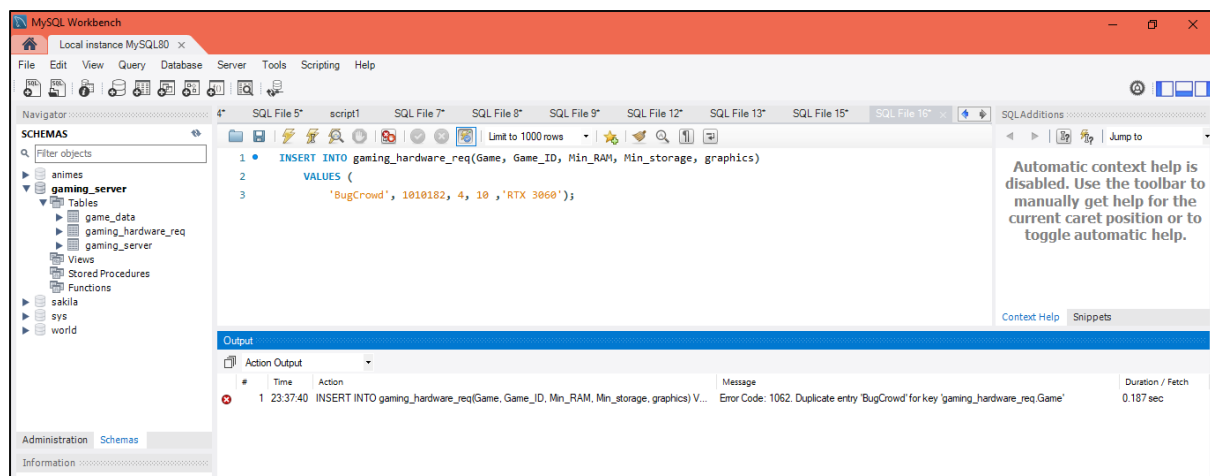 MySQL Workbench
Local instance MySQL80 ×
File Edit View Query Database Server Tools Scripting Help
Navigator
SCHEMAS
Filter objects
animes
gaming_server
Tables
game_data
gaming_hardware_req
gaming_server
Views
Stored Procedures
Functions
sakila
sys
world
Administration Schemas
Information
4* SQL File 5* script1 SQL File 7* SQL File 8* SQL File 9* SQL File 12* SQL File 13* SQL File 15* SQL File 16* ×
Limit to 1000 rows
1 INSERT INTO gaming_hardware_req(Game, Game_ID, Min_RAM, Min_storage, graphics)
2 VALUES (
3 'BugCrowd', 1010182, 4, 10 ,'RTX 3060');
SQLAdditions
Jump to
Automatic context help is
disabled. Use the toolbar to
manually get help for the
current caret position or to
toggle automatic help.
Context Help Snippets
Output
Action Output
# Time Action Message Duration / Fetch
1 23:37:40 INSERT INTO gaming_hardware_req(Game, Game_ID, Min_RAM, Min_storage, graphics) V... Error Code: 1062. Duplicate entry 'BugCrowd' for key 'gaming_hardware_req.Game' 0.187 sec